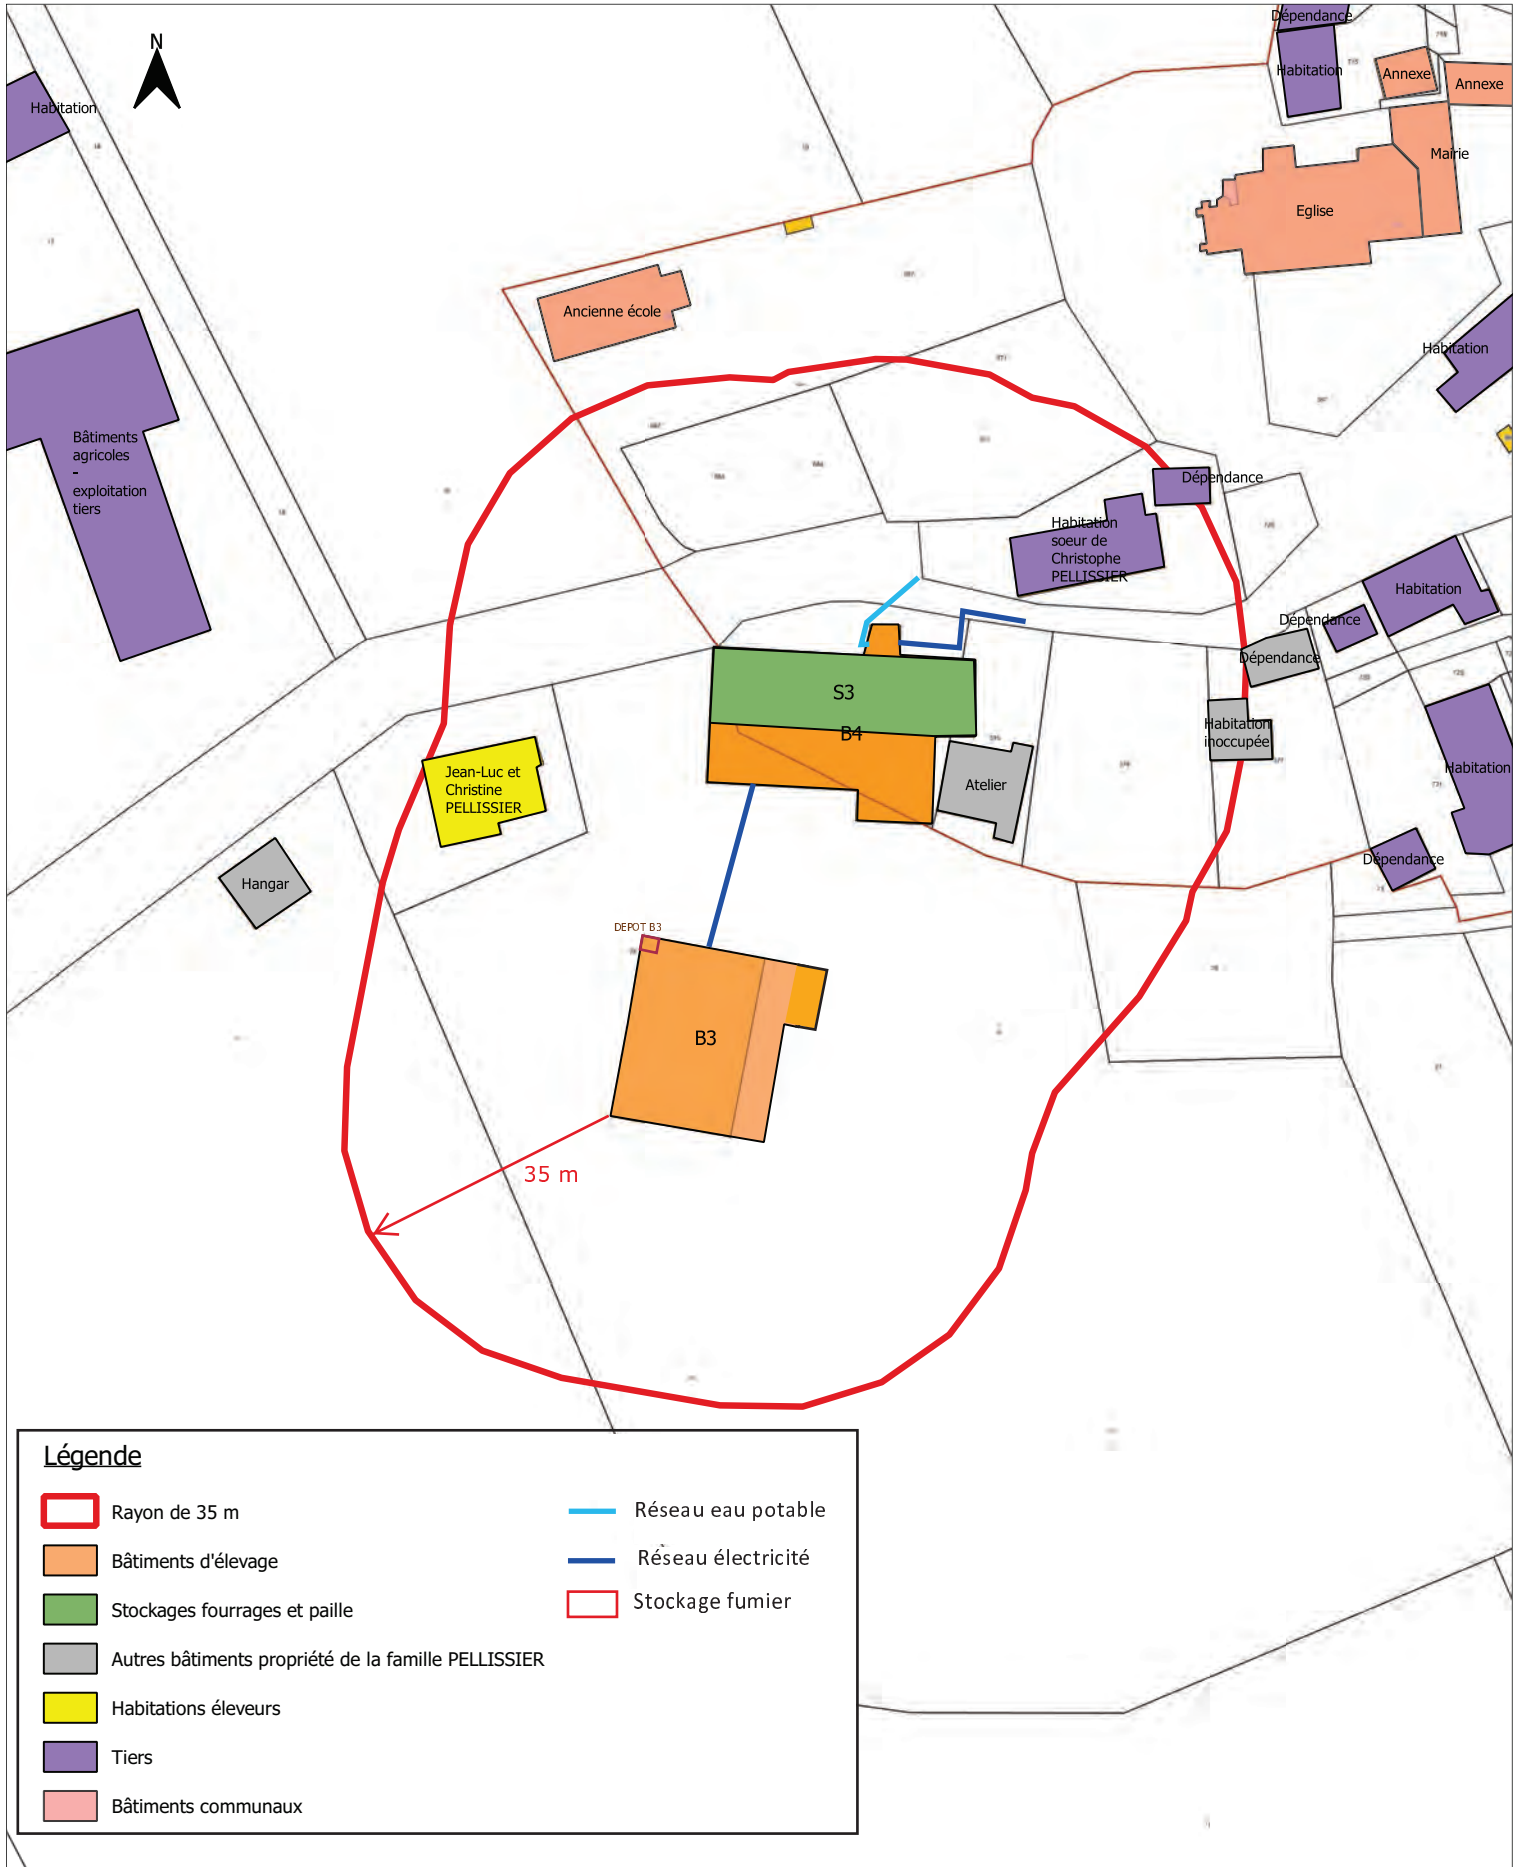 N
Dépendance
Habitation
Annexe
Annexe
Habitation
Mairie
Eglise
Ancienne école
Habitation
Bâtiments
agricoles
-
exploitation
tiers
Dépendance
Habitation
soeur de
Christophe
PELLISSIER
Habitation
Dépendance
Dépendance
S3
B4
Habitation
inoccupée
Jean-Luc et
Christine
PELLISSIER
Atelier
Habitation
Dépendance
Hangar
DEPOT B3
B3
35 m
Légende
Rayon de 35 m
Bâtiments d'élevage
Stockages fourrages et paille
Autres bâtiments propriété de la famille PELLISSIER
Habitations éleveurs
Tiers
Bâtiments communaux
Réseau eau potable
Réseau électricité
Stockage fumier